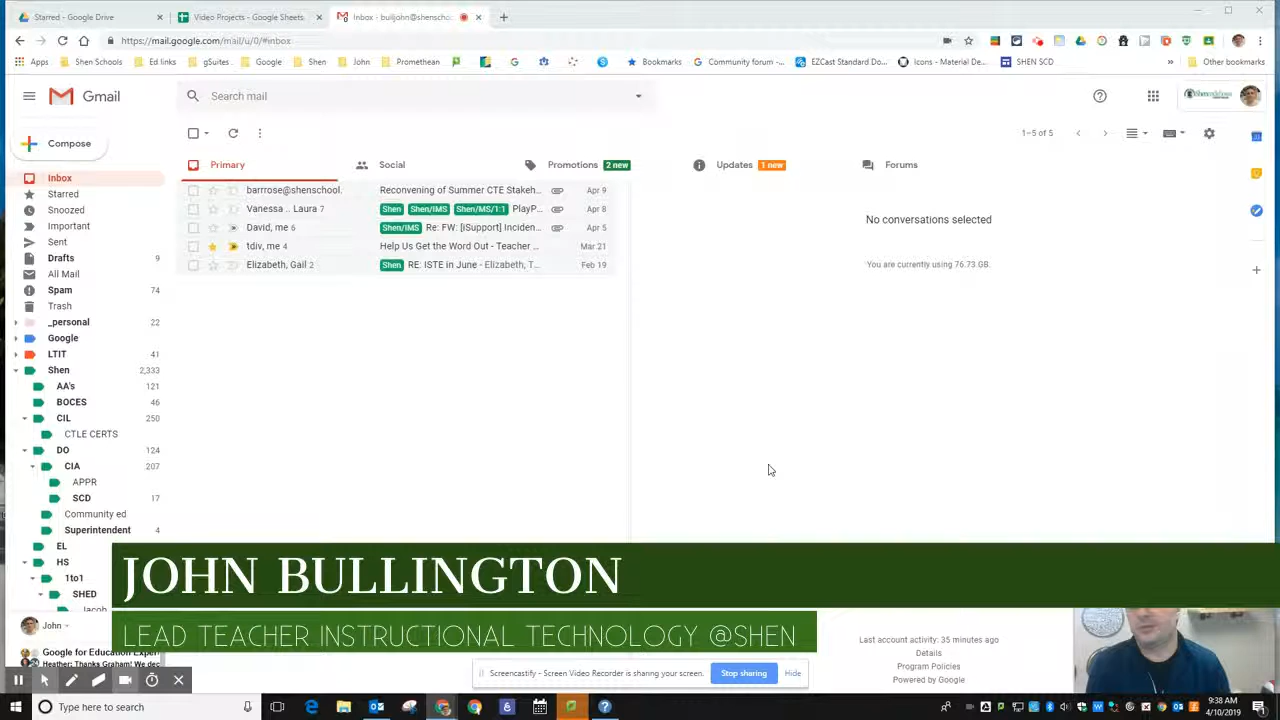 Starred - Google Drive
Video Projects - Google Sheets
Inbox - builjohn@shensch
https://mail.google.com/mail/u/0/#inbox
Apps
Shen Schools
Ed links
gSuites
Google
Shen
John
Promethean
Bookmarks
Community forum -...
EZCast Standard Do...
Icons - Material De...
SHEN SCD
»
Other bookmarks
Gmail
Search mail
Compose
1–5 of 5
Primary
Social
Promotions 2 new
Updates 1 new
Forums
Inbox
Starred
Snoozed
Important
Sent
Drafts 9
All Mail
Spam 74
Trash
_personal 22
Google
LTIT 41
Shen 2,333
AA's 121
BOCES 46
CIL 250
CTLE CERTS
DO 124
CIA 207
APPR
SCD 17
Community ed
Superintendent 4
EL
HS
1to1
SHED
Jacob
barrrose@shenschool. Reconvening of Summer CTE Stakeh... Apr 9
Vanessa .. Laura 7 Shen Shen/IMS Shen/MS/1:1 PlayP... Apr 8
David, me 6 Shen/IMS Re: FW: [iSupport] Inciden... Apr 5
tdiv, me 4 Help Us Get the Word Out - Teacher ... Mar 21
Elizabeth, Gail 2 Shen RE: ISTE in June - Elizabeth, T... Feb 19
No conversations selected
You are currently using 76.73 GB.
JOHN BULLINGTON
LEAD TEACHER INSTRUCTIONAL TECHNOLOGY @SHEN
John
Google for Education Exper
Heather: Thanks Graham! We dec
Last account activity: 35 minutes ago
Details
Program Policies
Powered by Google
Screencastify - Screen Video Recorder is sharing your screen.
Stop sharing
Hide
Type here to search
9:38 AM
4/10/2019